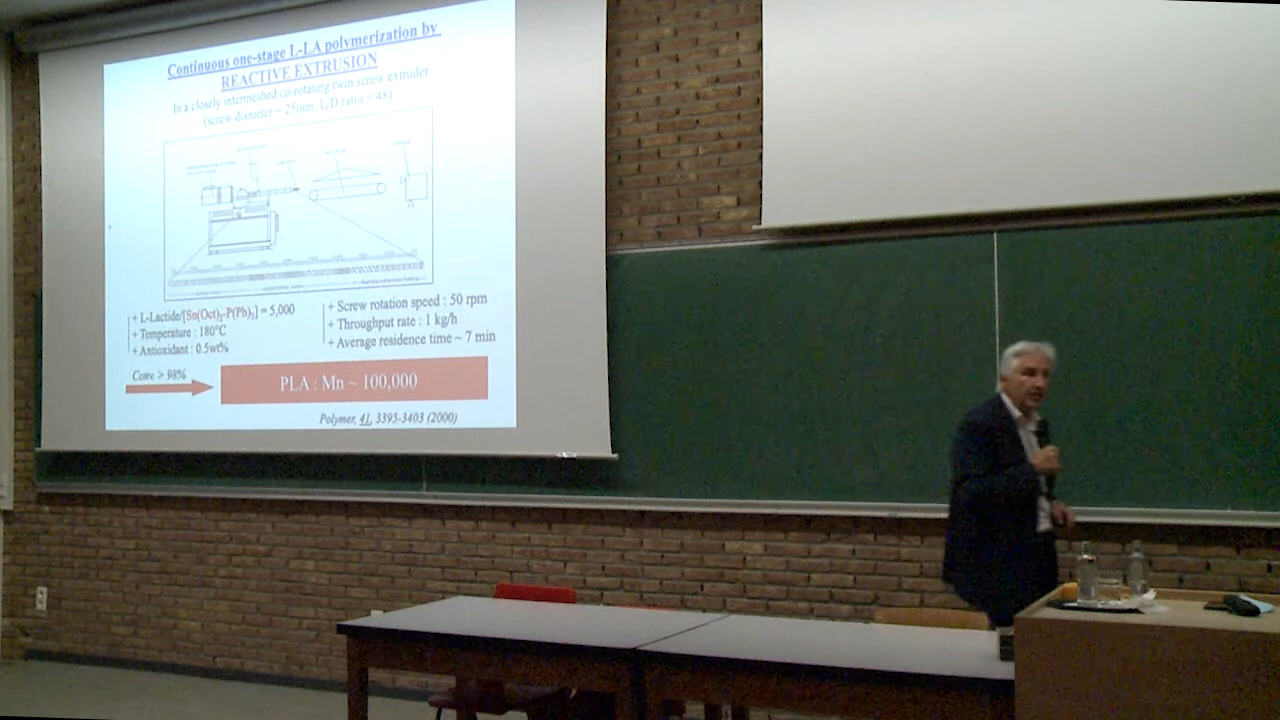 Continuous one-stage L-LA polymerization by
REACTIVE EXTRUSION
In a closely intermeshed co-rotating twin screw extruder
(screw diameter = 25mm, L/D ratio = 48)
+ L-Lactide/[Sn(Oct)2-P(Ph)3] = 5,000
+ Temperature : 180°C
+ Antioxidant : 0.5wt%
+ Screw rotation speed : 50 rpm
+ Throughput rate : 1 kg/h
+ Average residence time ~ 7 min
Conv. > 98%
PLA : Mn ~ 100,000
Polymer, 41, 3395-3403 (2000)